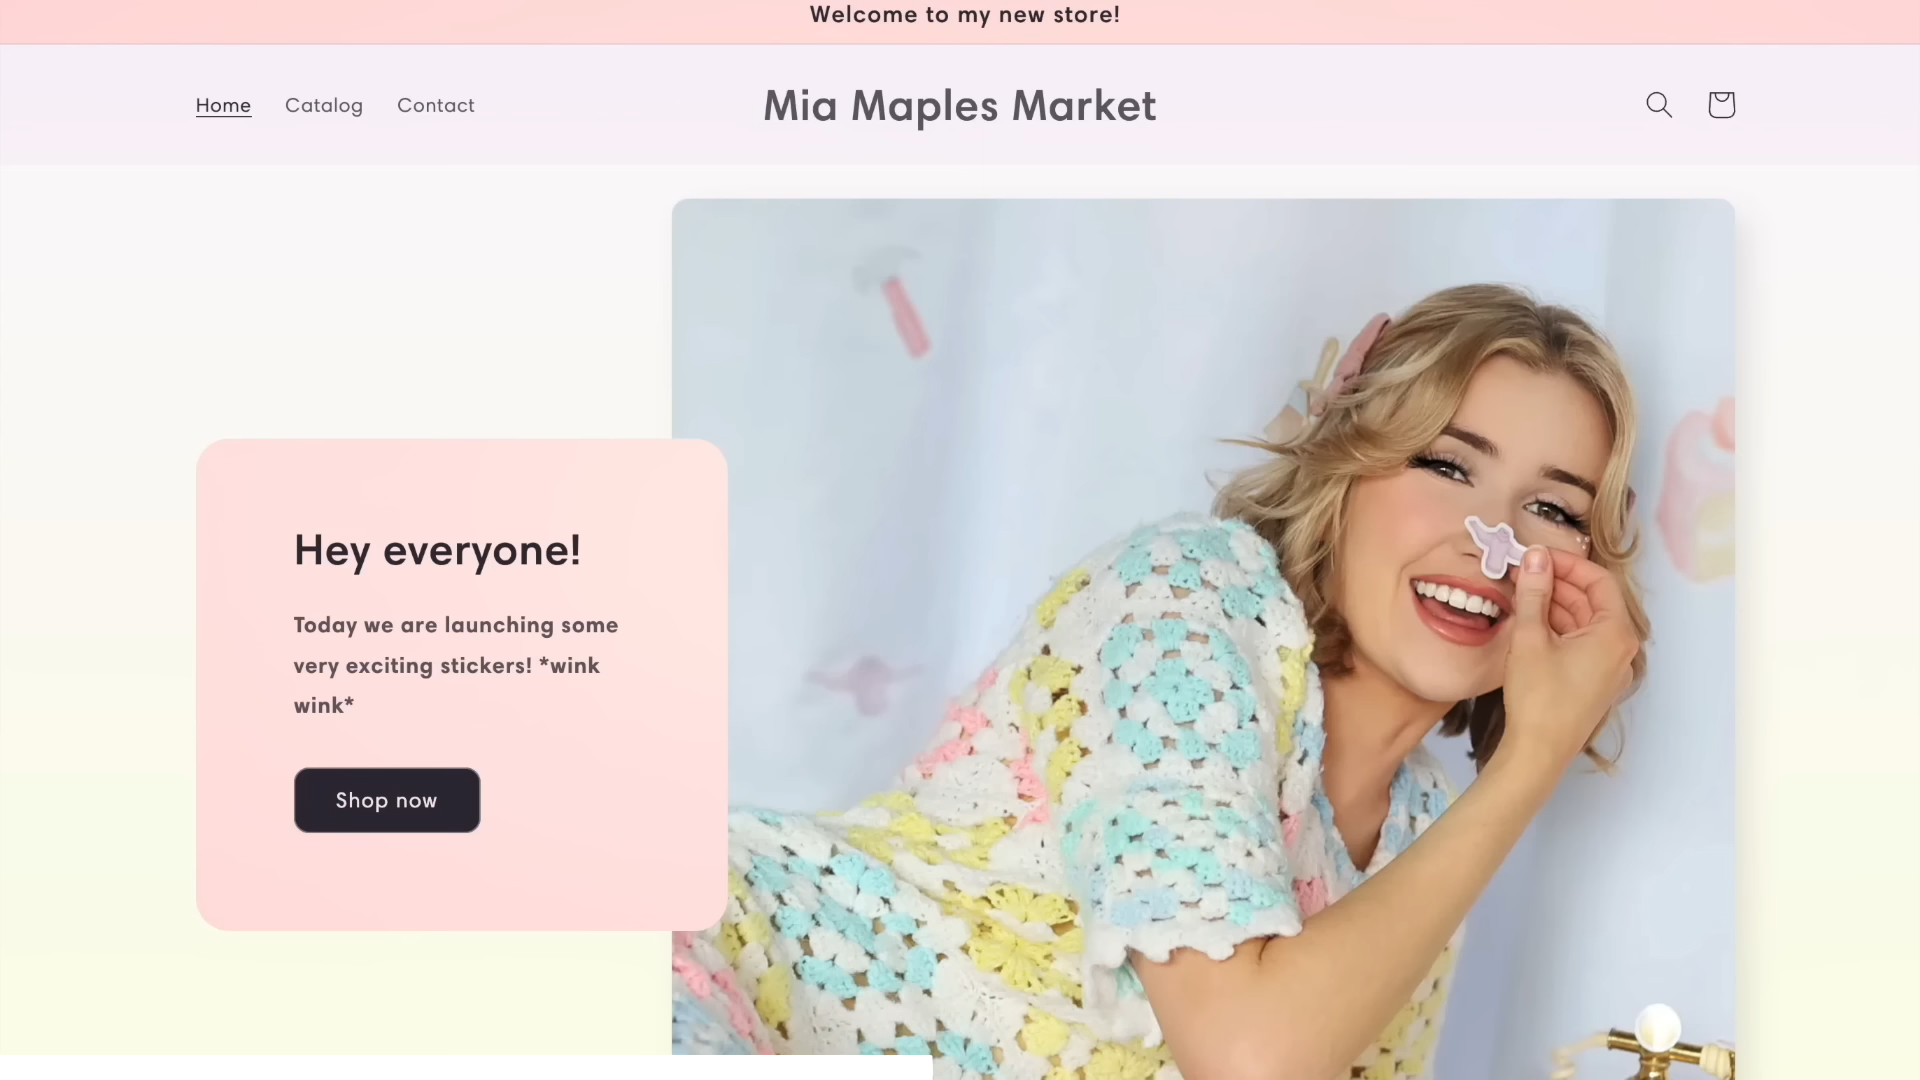 Welcome to my new store!
Home Catalog Contact
Mia Maples Market
Hey everyone!
Today we are launching some
very exciting stickers! *wink
wink*
Shop now